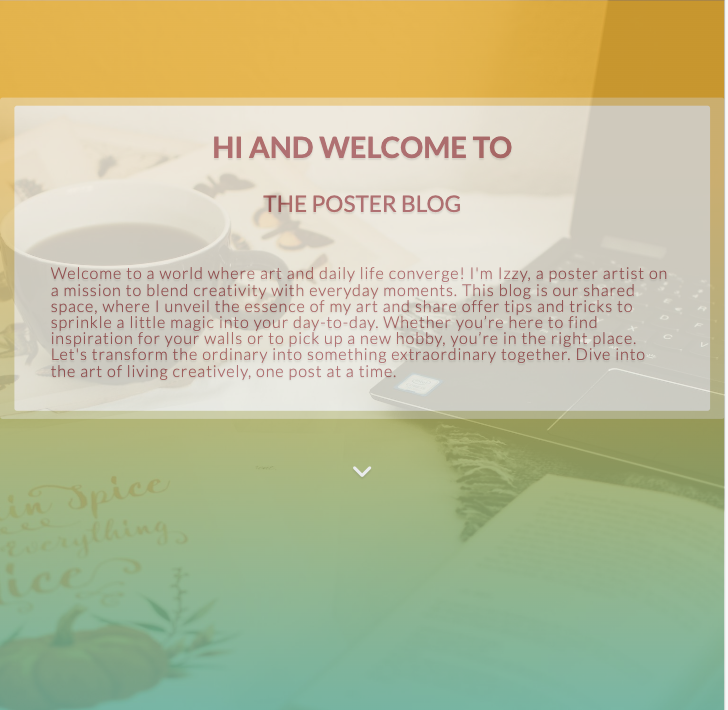 HI AND WELCOME TO
THE POSTER BLOG
Welcome to a world where art and daily life converge! I'm Izzy, a poster artist on
a mission to blend creativity with everyday moments. This blog is our shared
space, where I unveil the essence of my art and share offer tips and tricks to
sprinkle a little magic into your day-to-day. Whether you're here to find
inspiration for your walls or to pick up a new hobby, you're in the right place.
Let's transform the ordinary into something extraordinary together. Dive into
the art of living creatively, one post at a time.
in Spice
everything
ice